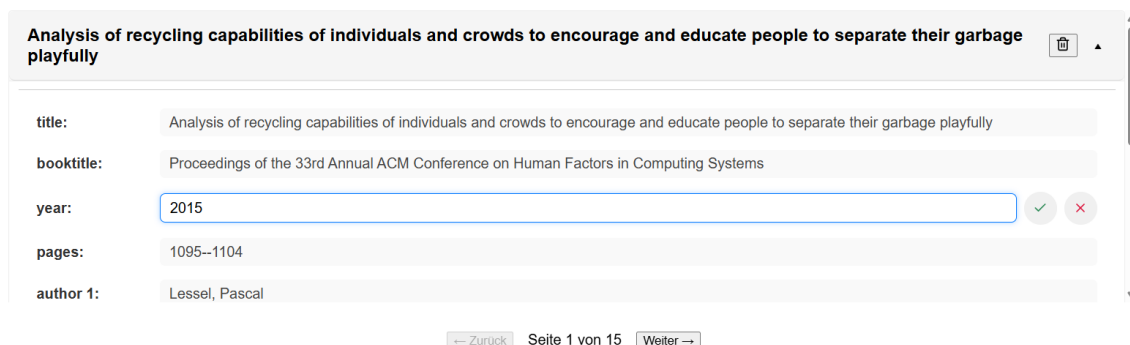 Analysis of recycling capabilities of individuals and crowds to encourage and educate people to separate their garbage
playfully
▲
title: Analysis of recycling capabilities of individuals and crowds to encourage and educate people to separate their garbage playfully
booktitle: Proceedings of the 33rd Annual ACM Conference on Human Factors in Computing Systems
year: 2015
pages: 1095--1104
author 1: Lessel, Pascal
← Zurück Seite 1 von 15 Weiter →